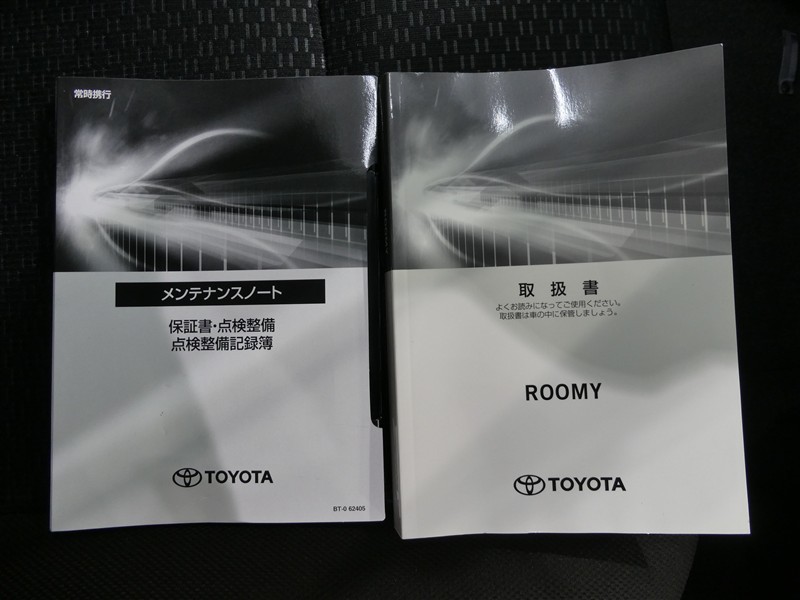 常時携行
メンテナンスノート
保証書・点検整備
点検整備記録簿
TOYOTA
BT-0 62405
取扱書
よくお読みになってご使用ください。
取扱書は車の中に保管しましょう。
ROOMY
TOYOTA